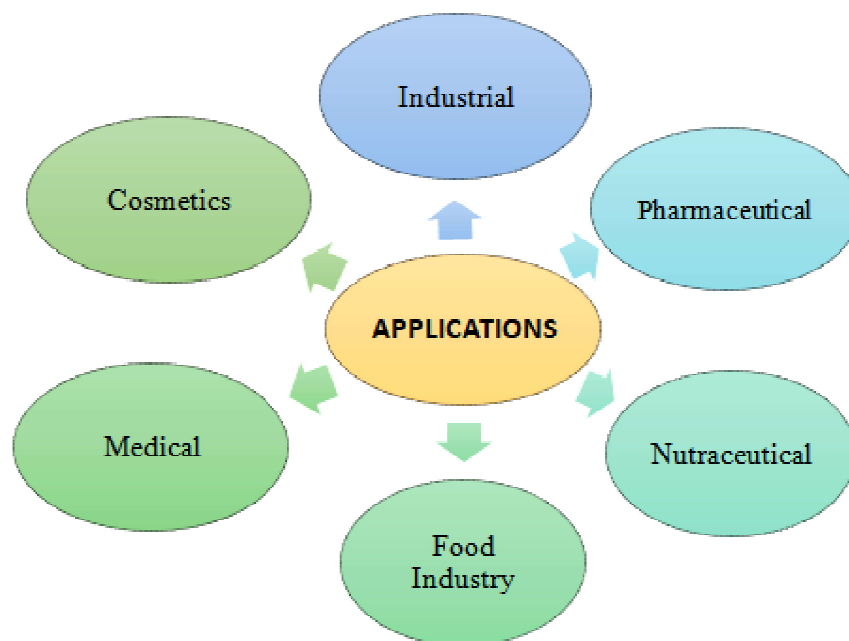 Industrial
Cosmetics
Pharmaceutical
APPLICATIONS
Medical
Nutraceutical
Food
Industry